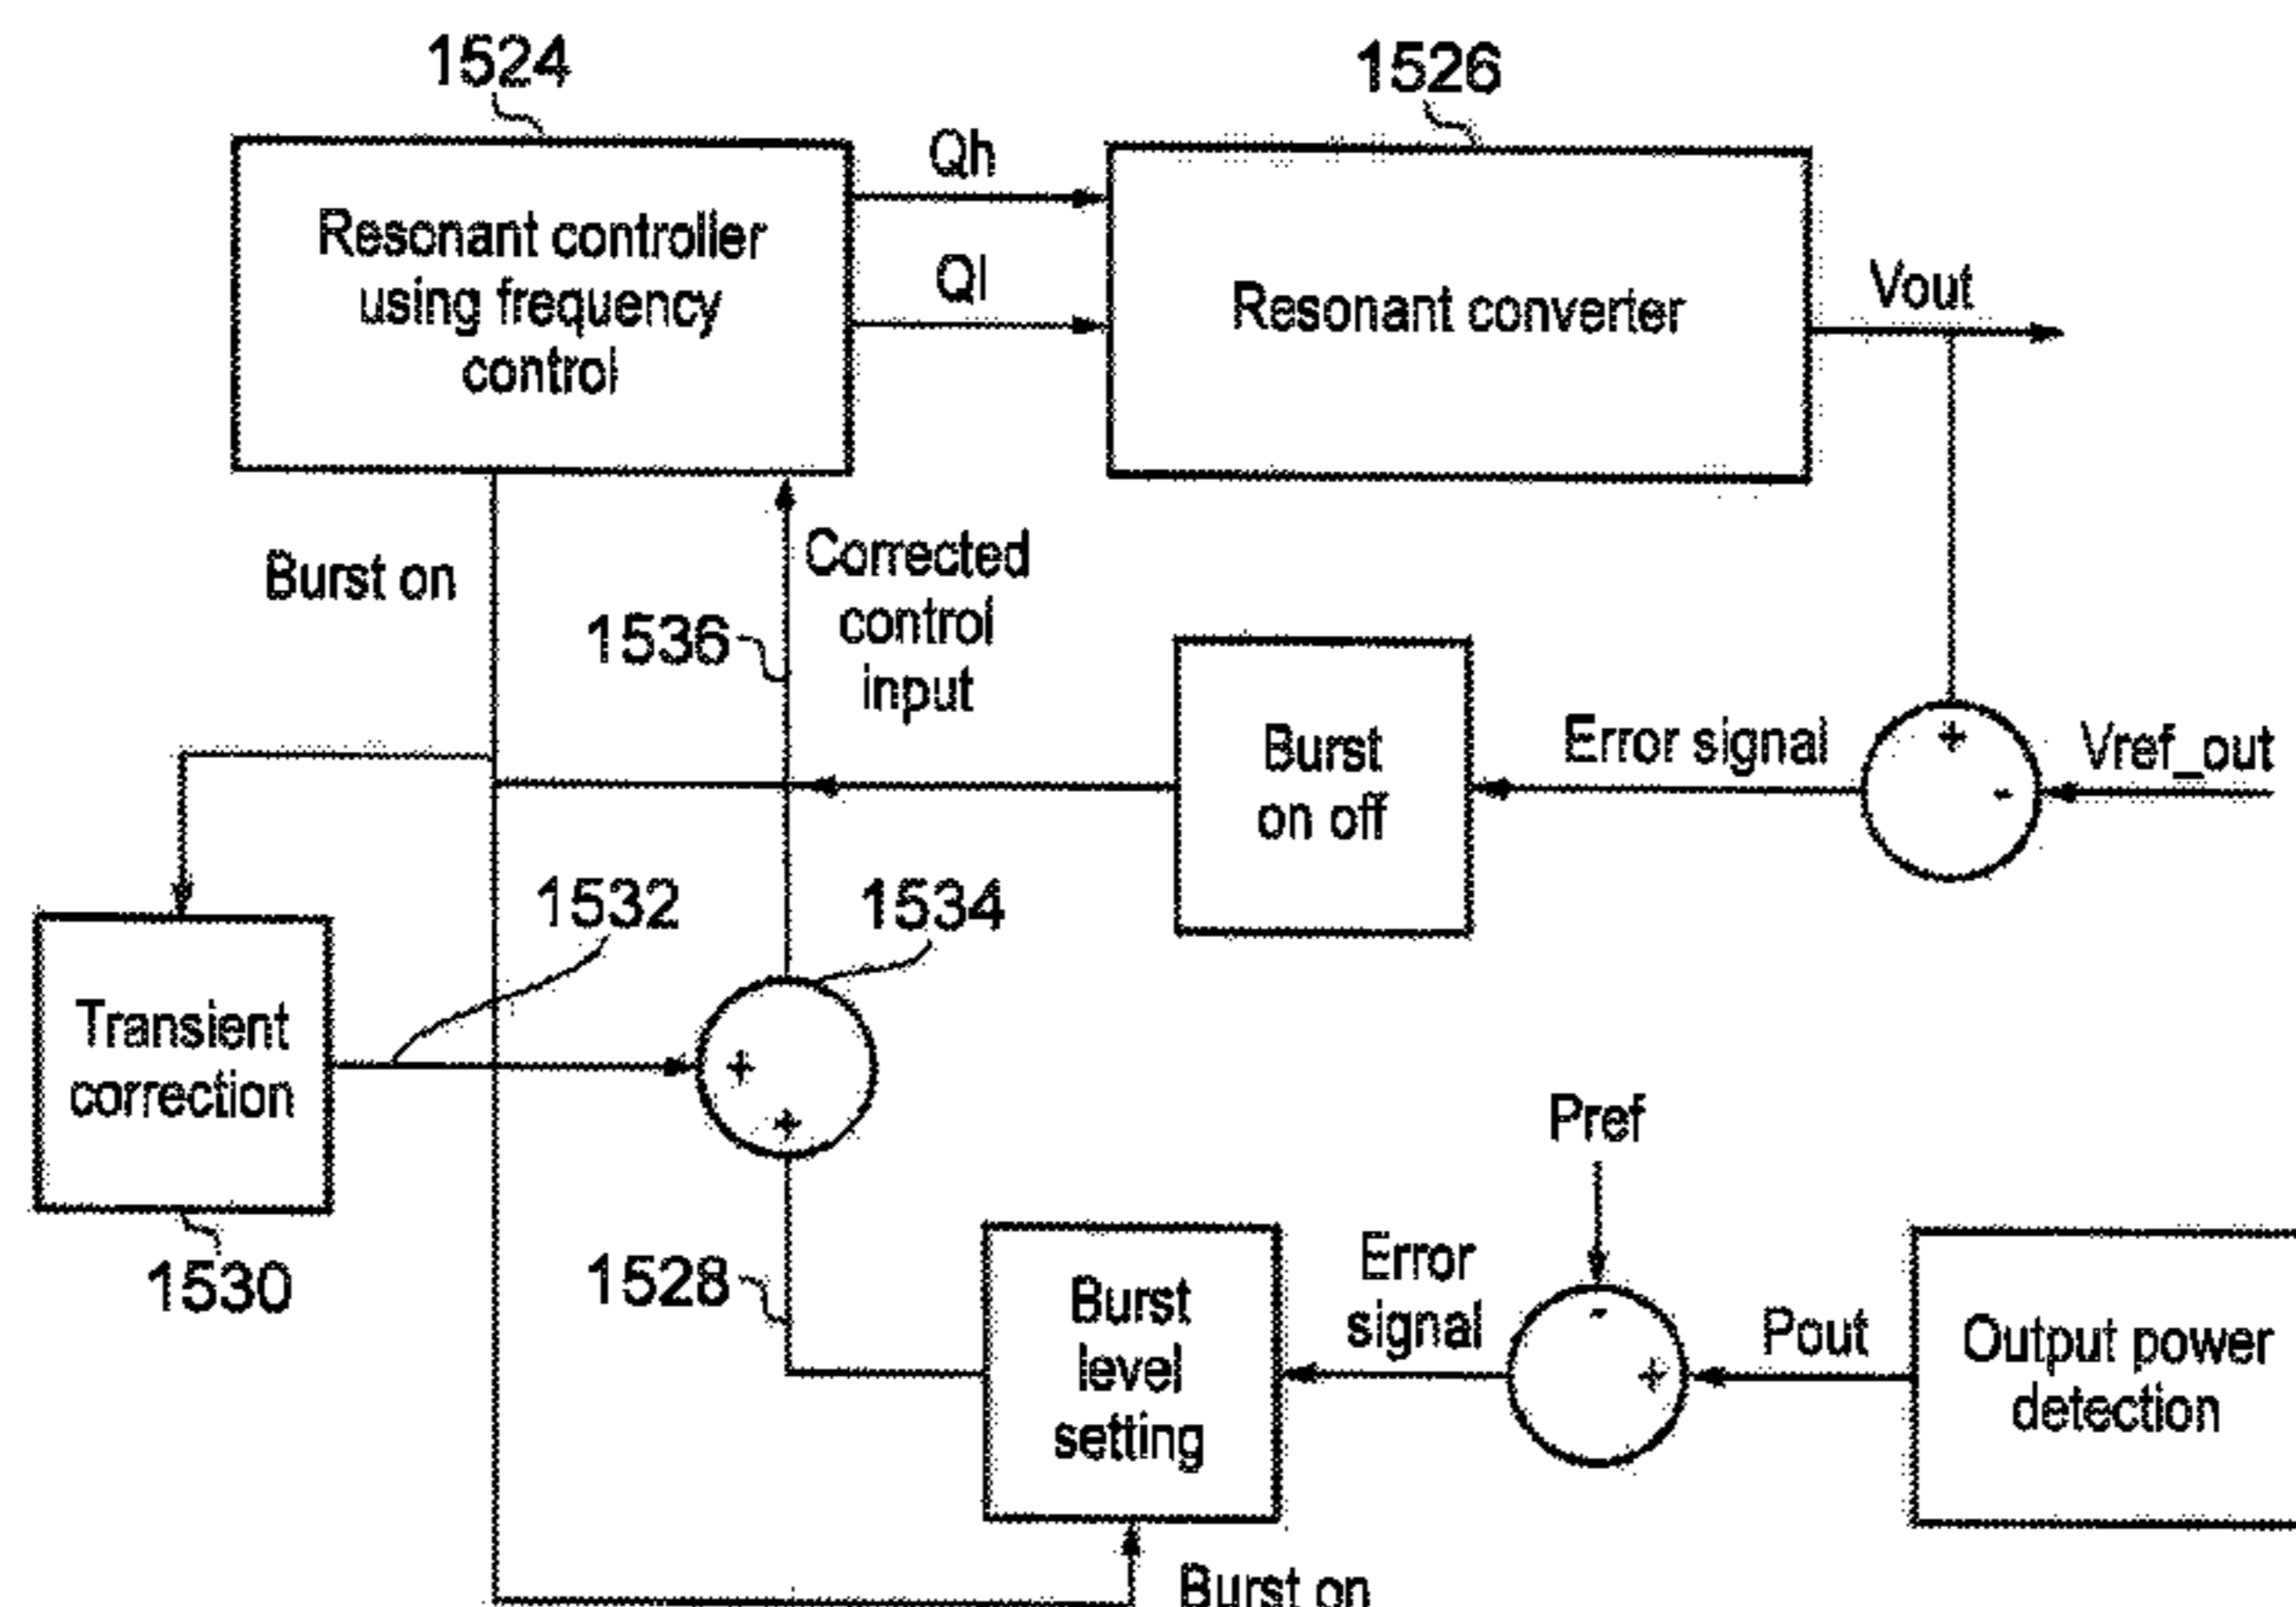 1524
1526
Qh
Resonant controller
using frequency
control
Ql
Resonant converter
Vout
Burst on
Corrected
control
input
1536
Burst
on off
Error signal
+
-
Vref_out
1532
1534
Transient
correction
+
+
Pref
1530
1528
Burst
level
setting
Error
signal
-
+
Pout
Output power
detection
Burst on